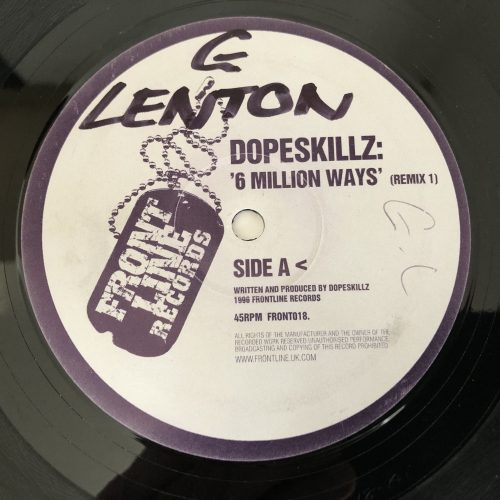 G
LENTON
DOPESKILLZ:
'6 MILLION WAYS' (REMIX 1)
G.L
FRONT
LINE
RECORDS
SIDE A <
WRITTEN AND PRODUCED BY DOPESKILLZ
1996 FRONTLINE RECORDS
45RPM FRONT018.
ALL RIGHTS OF THE MANUFACTURER AND THE OWNER OF THE
RECORDED WORK RESERVED UNAUTHORISED PERFORMANCE
BROADCASTING AND COPYING OF THIS RECORD PROHIBITED
WWW.FRONTLINE.UK.COM